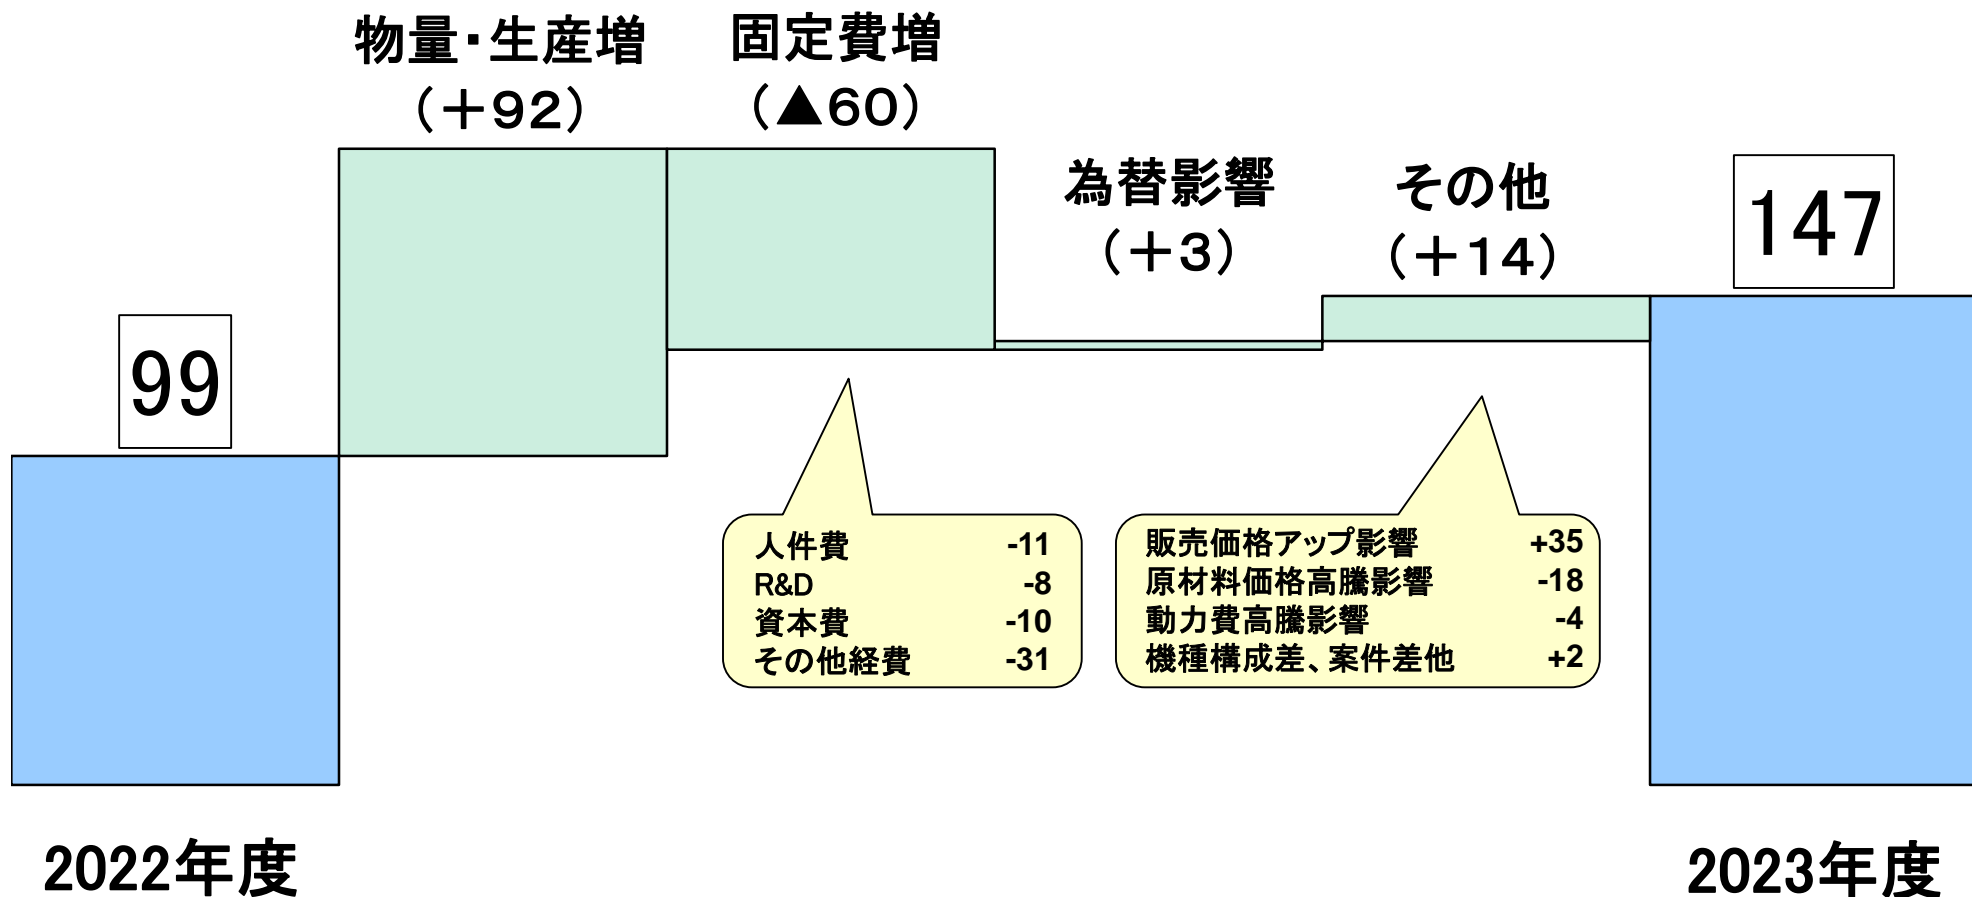 物量・生産増
(＋92)
固定費増
(▲60)
為替影響
(＋3)
その他
(＋14)
147
99
人件費 -11
R&D -8
資本費 -10
その他経費 -31
販売価格アップ影響 +35
原材料価格高騰影響 -18
動力費高騰影響 -4
機種構成差、案件差他 +2
2022年度
2023年度